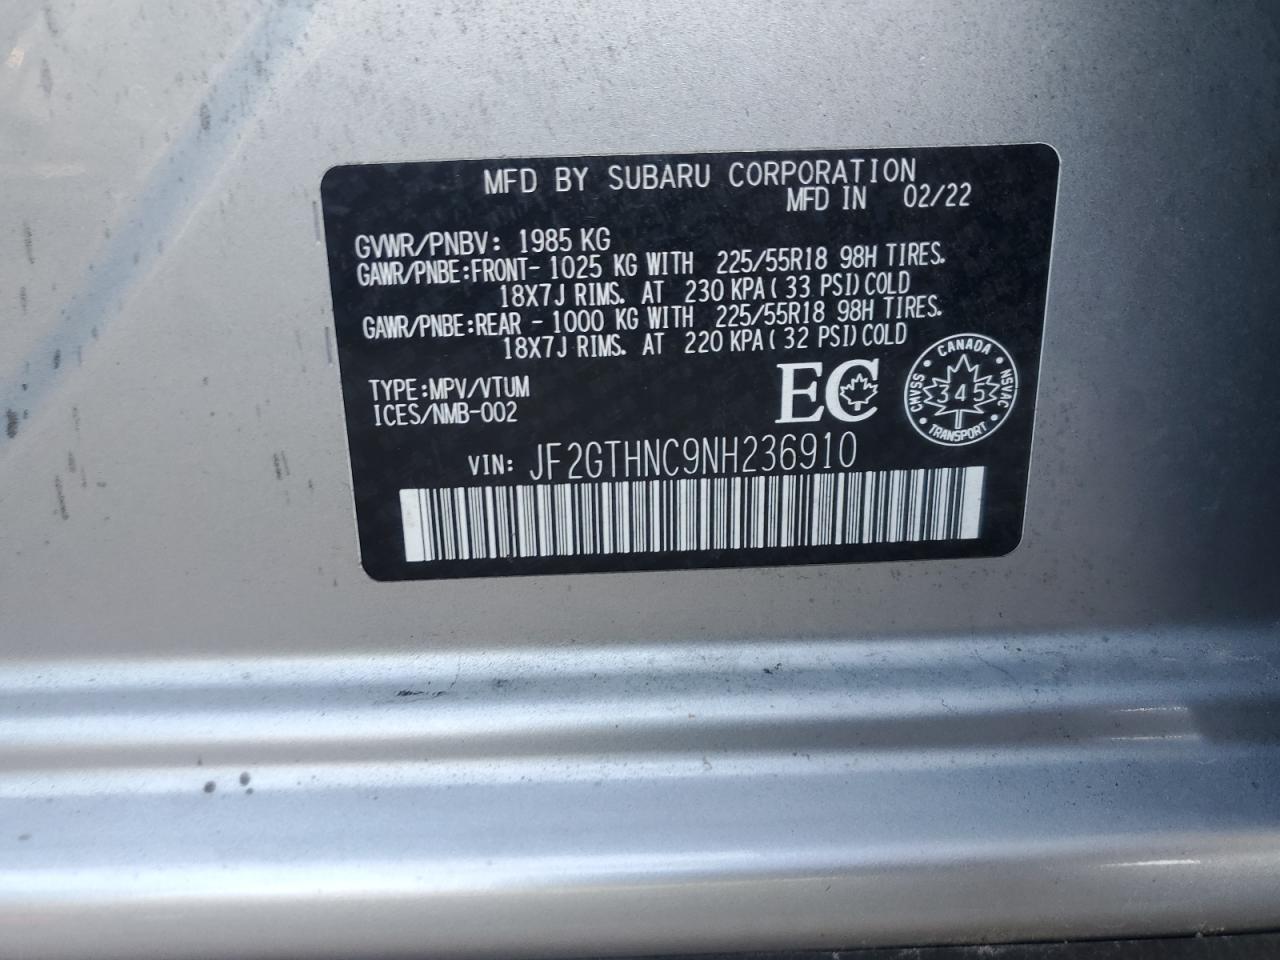 MFD BY SUBARU CORPORATION
MFD IN 02/22
GVWR/PNBV: 1985 KG
GAWR/PNBE:FRONT- 1025 KG WITH 225/55R18 98H TIRES.
18X7J RIMS. AT 230 KPA( 33 PSI)COLD
GAWR/PNBE:REAR - 1000 KG WITH 225/55R18 98H TIRES.
18X7J RIMS. AT 220 KPA( 32 PSI)COLD
TYPE:MPV/VTUM
ICES/NMB-002
EC
CANADA
CMVSS
345
NSVAC
TRANSPORT
VIN: JF2GTHNC9NH236910